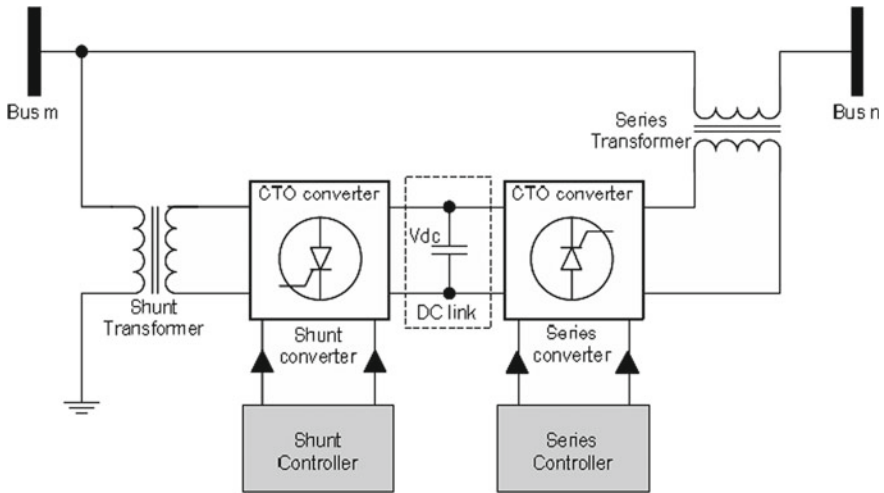 Bus m
Bus n
Series
Transformer
CTO converter
CTO converter
Vdc
DC link
Shunt
Transformer
Shunt
converter
Series
converter
Shunt
Controller
Series
Controller